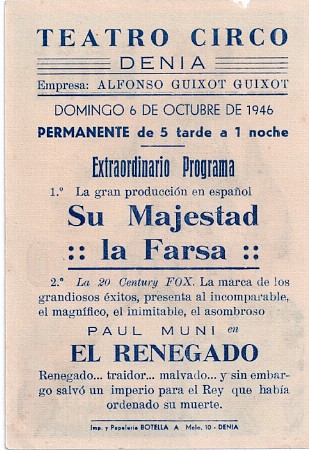 TEATRO CIRCO
DENIA
Empresa: ALFONSO GUIXOT GUIXOT
DOMINGO 6 DE OCTUBRE DE 1946
PERMANENTE de 5 tarde a 1 noche
Extraordinario Programa
1.º La gran producción en español
Su Majestad
:: la Farsa ::
2.º La 20 Century FOX. La marca de los
grandiosos éxitos, presenta al incomparable,
el magnífico, el inimitable, el asombroso
PAUL MUNI en
EL RENEGADO
Renegado... traidor... malvado... y sin embar-
go salvó un imperio para el Rey que había
ordenado su muerte.
Imp. y Papelería BOTELLA A Melo, 10 - DENIA